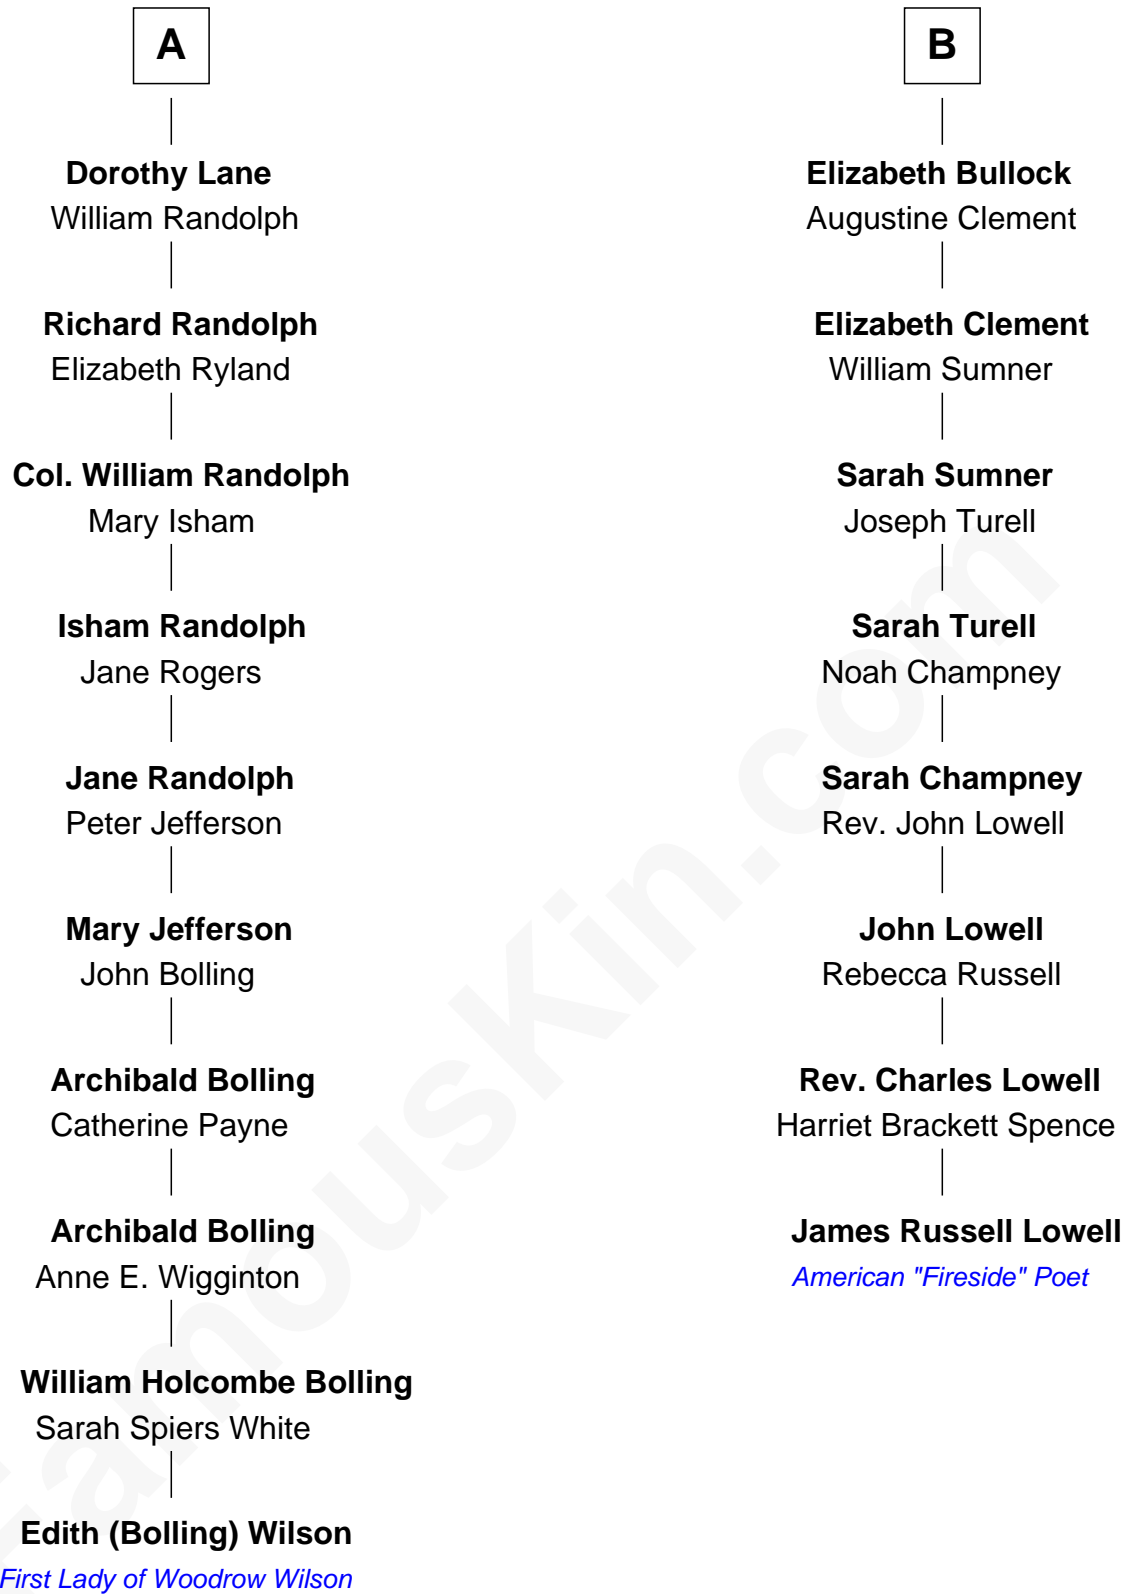 A
Dorothy Lane
William Randolph
Richard Randolph
Elizabeth Ryland
Col. William Randolph
Mary Isham
Isham Randolph
Jane Rogers
Jane Randolph
Peter Jefferson
Mary Jefferson
John Bolling
Archibald Bolling
Catherine Payne
Archibald Bolling
Anne E. Wigginton
William Holcombe Bolling
Sarah Spiers White
Edith (Bolling) Wilson
First Lady of Woodrow Wilson
B
Elizabeth Bullock
Augustine Clement
Elizabeth Clement
William Sumner
Sarah Sumner
Joseph Turell
Sarah Turell
Noah Champney
Sarah Champney
Rev. John Lowell
John Lowell
Rebecca Russell
Rev. Charles Lowell
Harriet Brackett Spence
James Russell Lowell
American "Fireside" Poet
FamousKin.com